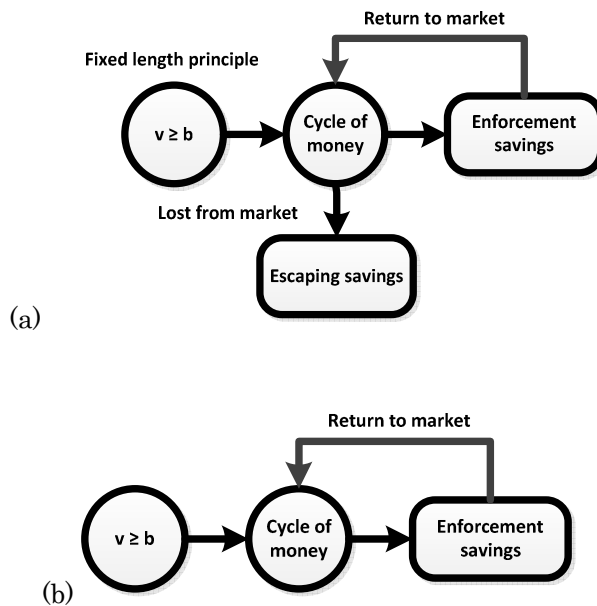 Return to market
Fixed length principle
v ≥ b
Cycle of
money
Enforcement
savings
Lost from market
Escaping savings
(a)
Return to market
v ≥ b
Cycle of
money
Enforcement
savings
(b)